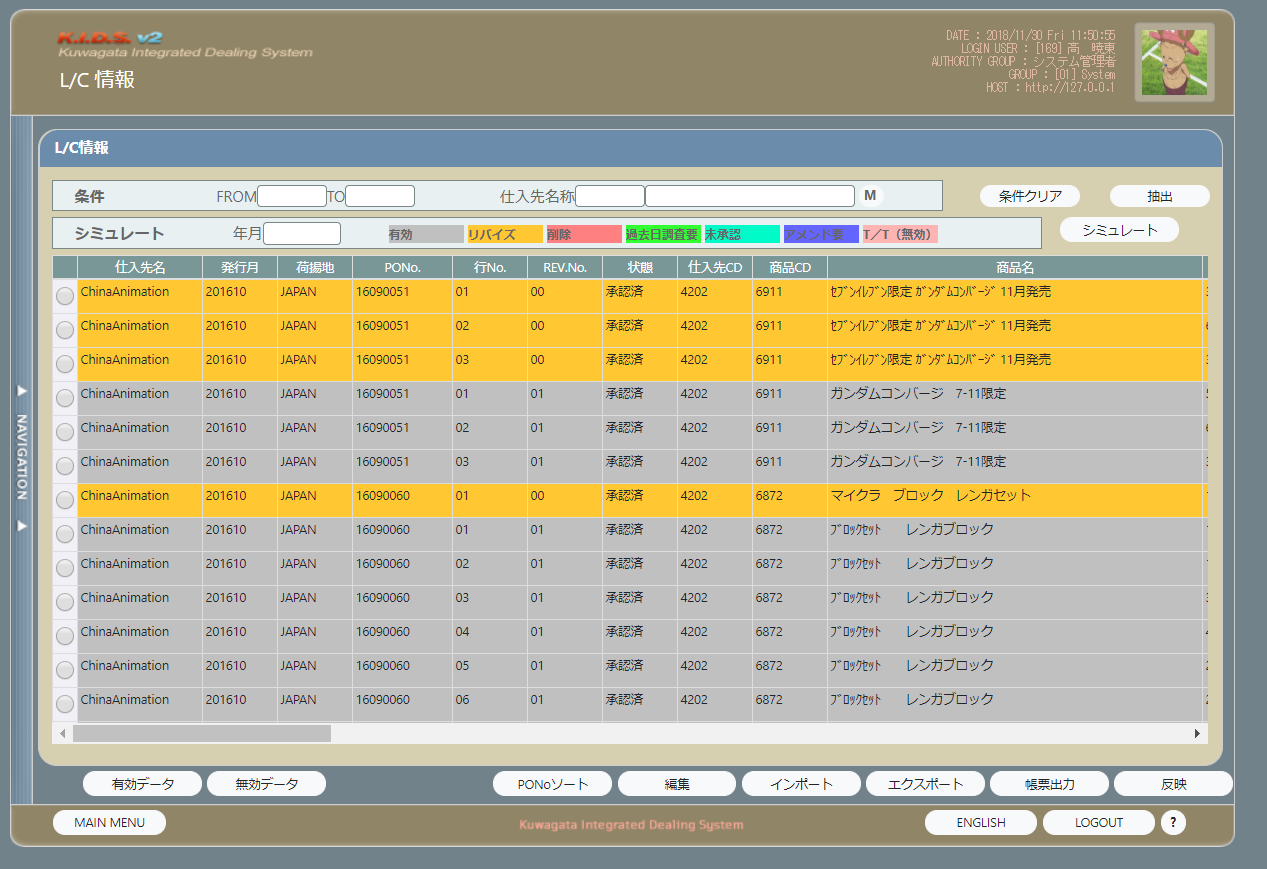 K.I.D.S. v2
Kuwagata Integrated Dealing System
L/C 情報
DATE : 2018/11/30 Fri 11:50:55
LOGIN USER : [169] 高　暁東
AUTHORITY GROUP : システム管理者
GROUP : [01] System
HOST : http://127.0.0.1
L/C情報
条件 FROM TO 仕入先名称 M 条件クリア 抽出
シミュレート 年月 有効 リバイズ 削除 過去日調査要 未承認 アメンド要 T／T（無効） シミュレート
仕入先名 発行月 荷揚地 PONo. 行No. REV.No. 状態 仕入先CD 商品CD 商品名
ChinaAnimation 201610 JAPAN 16090051 01 00 承認済 4202 6911 ｾﾌﾞﾝｲﾚﾌﾞﾝ限定 ｶﾞﾝﾀﾞﾑｺﾝﾊﾞｰｼﾞ 11月発売
ChinaAnimation 201610 JAPAN 16090051 02 00 承認済 4202 6911 ｾﾌﾞﾝｲﾚﾌﾞﾝ限定 ｶﾞﾝﾀﾞﾑｺﾝﾊﾞｰｼﾞ 11月発売
ChinaAnimation 201610 JAPAN 16090051 03 00 承認済 4202 6911 ｾﾌﾞﾝｲﾚﾌﾞﾝ限定 ｶﾞﾝﾀﾞﾑｺﾝﾊﾞｰｼﾞ 11月発売
ChinaAnimation 201610 JAPAN 16090051 01 01 承認済 4202 6911 ガンダムコンバージ　7-11限定
ChinaAnimation 201610 JAPAN 16090051 02 01 承認済 4202 6911 ガンダムコンバージ　7-11限定
ChinaAnimation 201610 JAPAN 16090051 03 01 承認済 4202 6911 ガンダムコンバージ　7-11限定
ChinaAnimation 201610 JAPAN 16090060 01 00 承認済 4202 6872 マイクラ　ブロック　レンガセット
ChinaAnimation 201610 JAPAN 16090060 01 01 承認済 4202 6872 ﾌﾞﾛｯｸｾｯﾄ　　レンガブロック
ChinaAnimation 201610 JAPAN 16090060 02 01 承認済 4202 6872 ﾌﾞﾛｯｸｾｯﾄ　　レンガブロック
ChinaAnimation 201610 JAPAN 16090060 03 01 承認済 4202 6872 ﾌﾞﾛｯｸｾｯﾄ　　レンガブロック
ChinaAnimation 201610 JAPAN 16090060 04 01 承認済 4202 6872 ﾌﾞﾛｯｸｾｯﾄ　　レンガブロック
ChinaAnimation 201610 JAPAN 16090060 05 01 承認済 4202 6872 ﾌﾞﾛｯｸｾｯﾄ　　レンガブロック
ChinaAnimation 201610 JAPAN 16090060 06 01 承認済 4202 6872 ﾌﾞﾛｯｸｾｯﾄ　　レンガブロック
NAVIGATION
有効データ 無効データ PONoソート 編集 インポート エクスポート 帳票出力 反映
MAIN MENU Kuwagata Integrated Dealing System ENGLISH LOGOUT ?